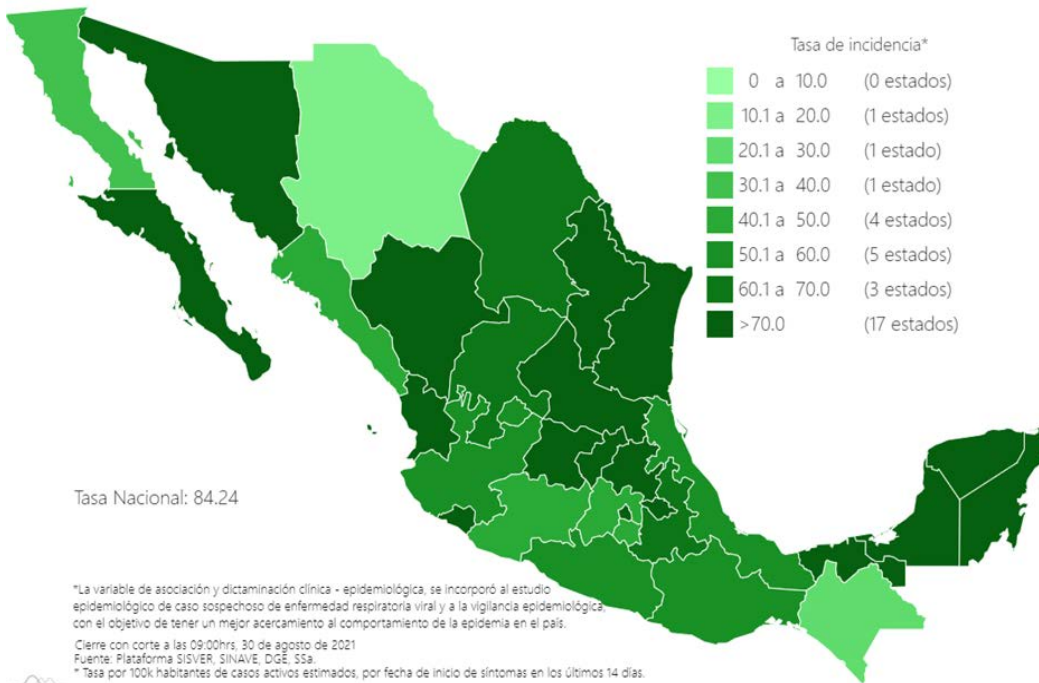 Tasa de incidencia*
0 a 10.0 (0 estados)
10.1 a 20.0 (1 estados)
20.1 a 30.0 (1 estado)
30.1 a 40.0 (1 estado)
40.1 a 50.0 (4 estados)
50.1 a 60.0 (5 estados)
60.1 a 70.0 (3 estados)
>70.0 (17 estados)
Tasa Nacional: 84.24
*La variable de asociación y dictaminación clínica - epidemiológica, se incorporó al estudio
epidemiológico de caso sospechoso de enfermedad respiratoria viral y a la vigilancia epidemiológica,
con el objetivo de tener un mejor acercamiento al comportamiento de la epidemia en el país.
Cierre con corte a las 09:00hrs, 30 de agosto de 2021
Fuente: Plataforma SISVER, SINAVE, DGE, SSa.
* Tasa por 100k habitantes de casos activos estimados, por fecha de inicio de síntomas en los últimos 14 días.